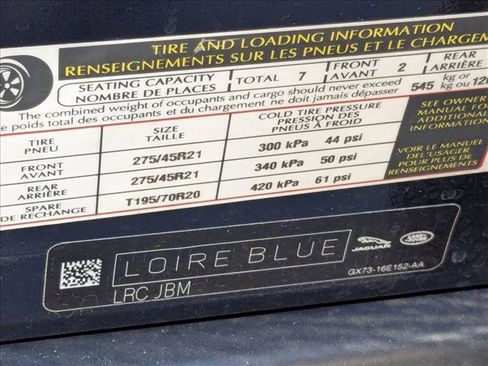 TIRE AND LOADING INFORMATION
RENSEIGNEMENTS SUR LES PNEUS ET LE CHARGEM
SEATING CAPACITY
NOMBRE DE PLACES
TOTAL 7
FRONT
AVANT 2
REAR
ARRIÈRE
The combined weight of occupants and cargo should never exceed
e poids total des occupants et du chargement ne doit jamais dépasser
545 kg or
kg ou 120
TIRE
PNEU
SIZE
TAILLE
COLD TIRE PRESSURE
PRESSION DES
PNEUS À FROID
FRONT
AVANT
275/45R21
300 kPa 44 psi
REAR
ARRIÈRE
275/45R21
340 kPa 50 psi
SPARE
DE RECHANGE
T195/70R20
420 kPa 61 psi
SEE OWNER
MANUAL FOR
ADDITIONAL
INFORMATION
VOIR LE MANUEL
DE L'USAGER
POUR PLUS DE
RENSEIGNEMENTS
LOIRE BLUE
JAGUAR
LAND ROVER
LRC JBM
GX73-16E152-AA